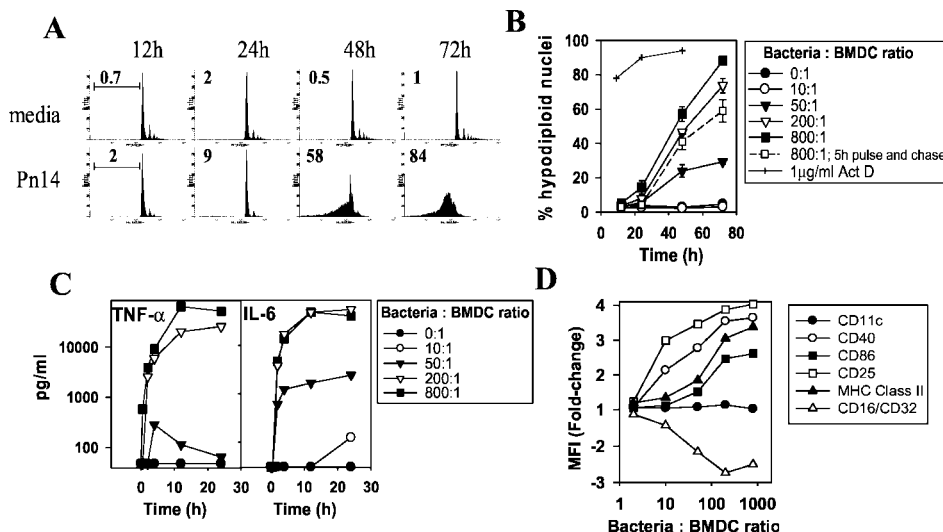 A
12h 24h 48h 72h
media
0.7 2 0.5 1
Pn14
2 9 58 84
B
% hypodiploid nuclei
100
80
60
40
20
0
0 20 40 60 80
Time (h)
Bacteria : BMDC ratio
0:1
10:1
50:1
200:1
800:1
800:1; 5h pulse and chase
1µg/ml Act D
C
TNF-α
IL-6
pg/ml
10000
1000
100
0 10 20 30
0 10 20 30
Time (h)
Time (h)
Bacteria : BMDC ratio
0:1
10:1
50:1
200:1
800:1
D
MFI (Fold-change)
4
3
2
1
-2
-3
1 10 100 1000
Bacteria : BMDC ratio
CD11c
CD40
CD86
CD25
MHC Class II
CD16/CD32